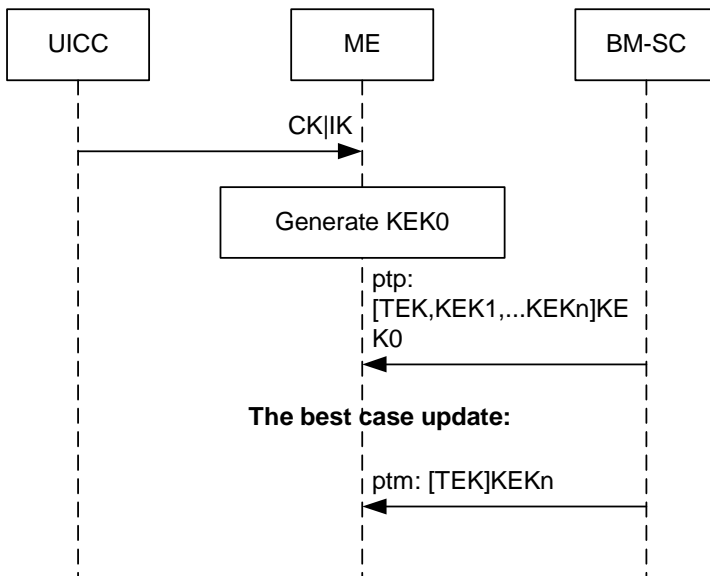 UICC
ME
BM-SC
CK|IK
Generate KEK0
ptp:
[TEK,KEK1,...KEKn]KE
K0
The best case update:
ptm: [TEK]KEKn